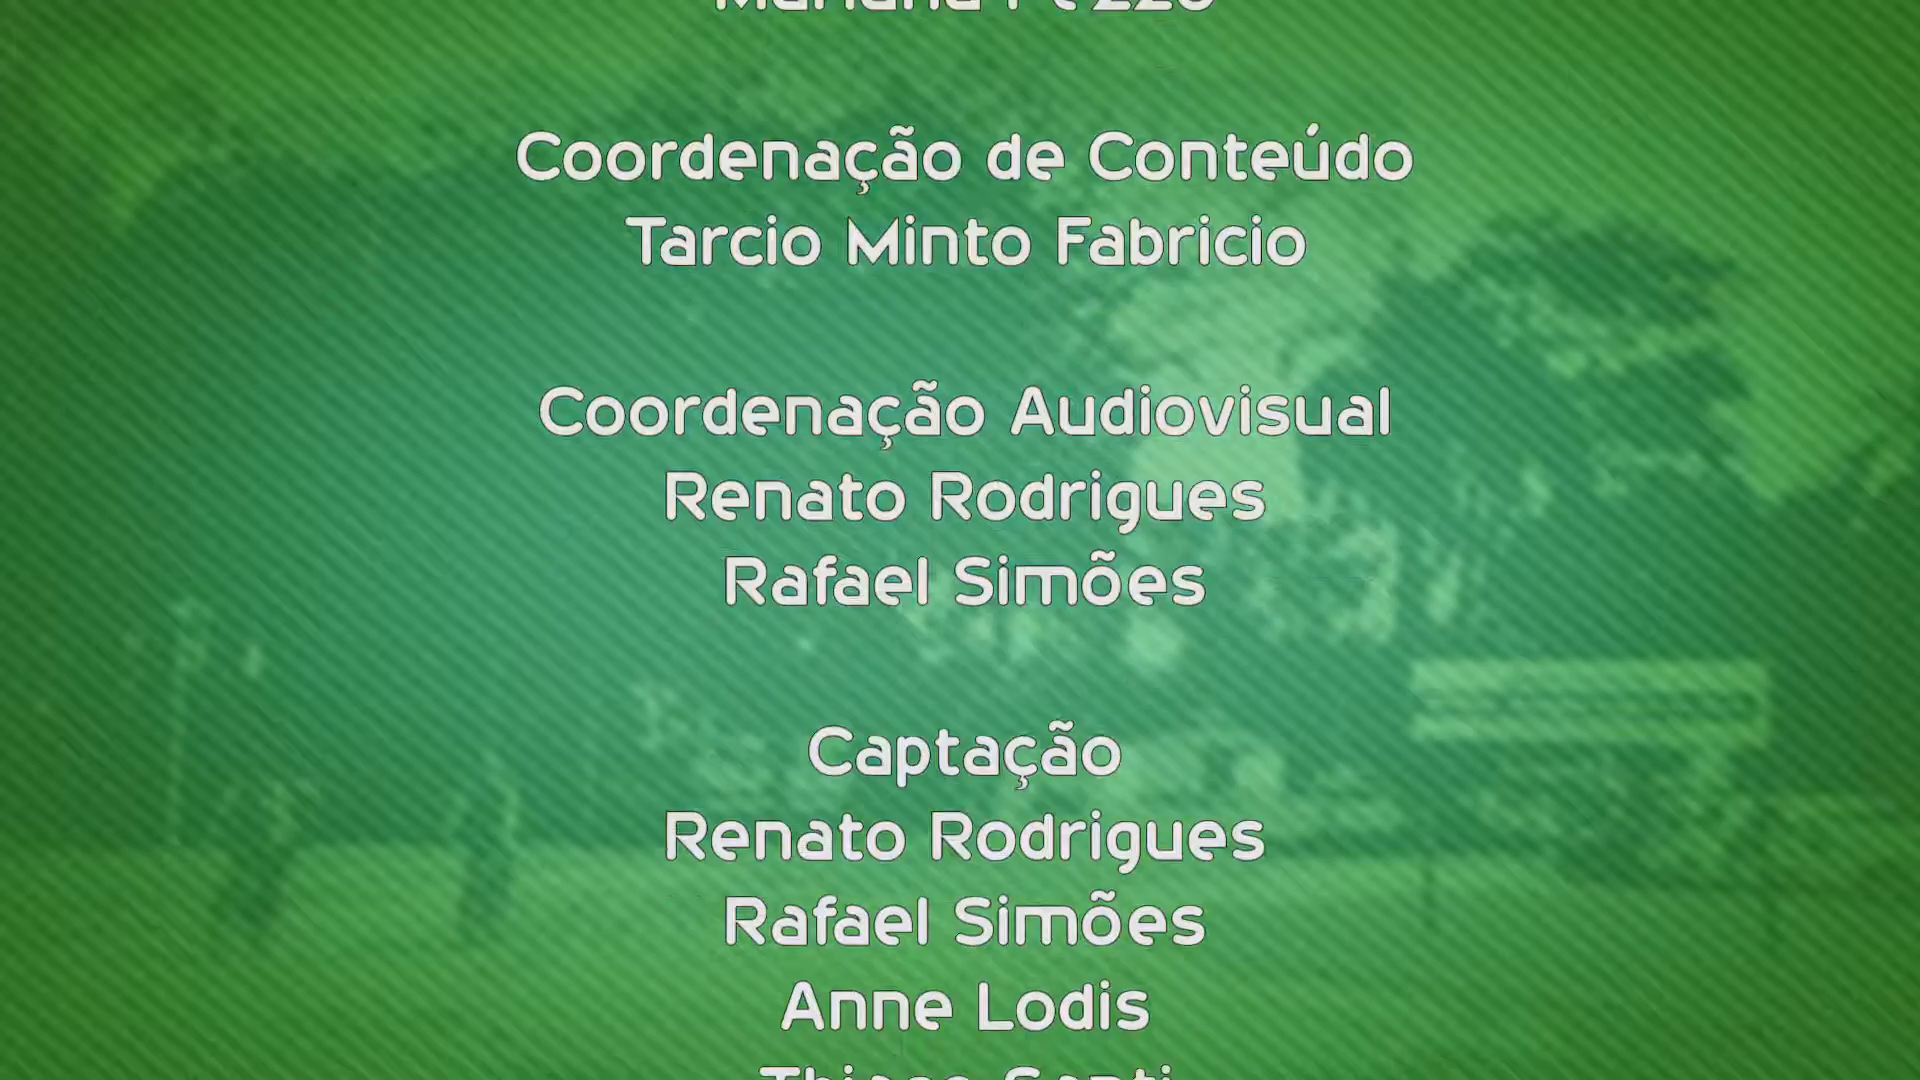 Coordenação de Conteúdo
Tarcio Minto Fabricio
Coordenação Audiovisual
Renato Rodrigues
Rafael Simões
Captação
Renato Rodrigues
Rafael Simões
Anne Lodis